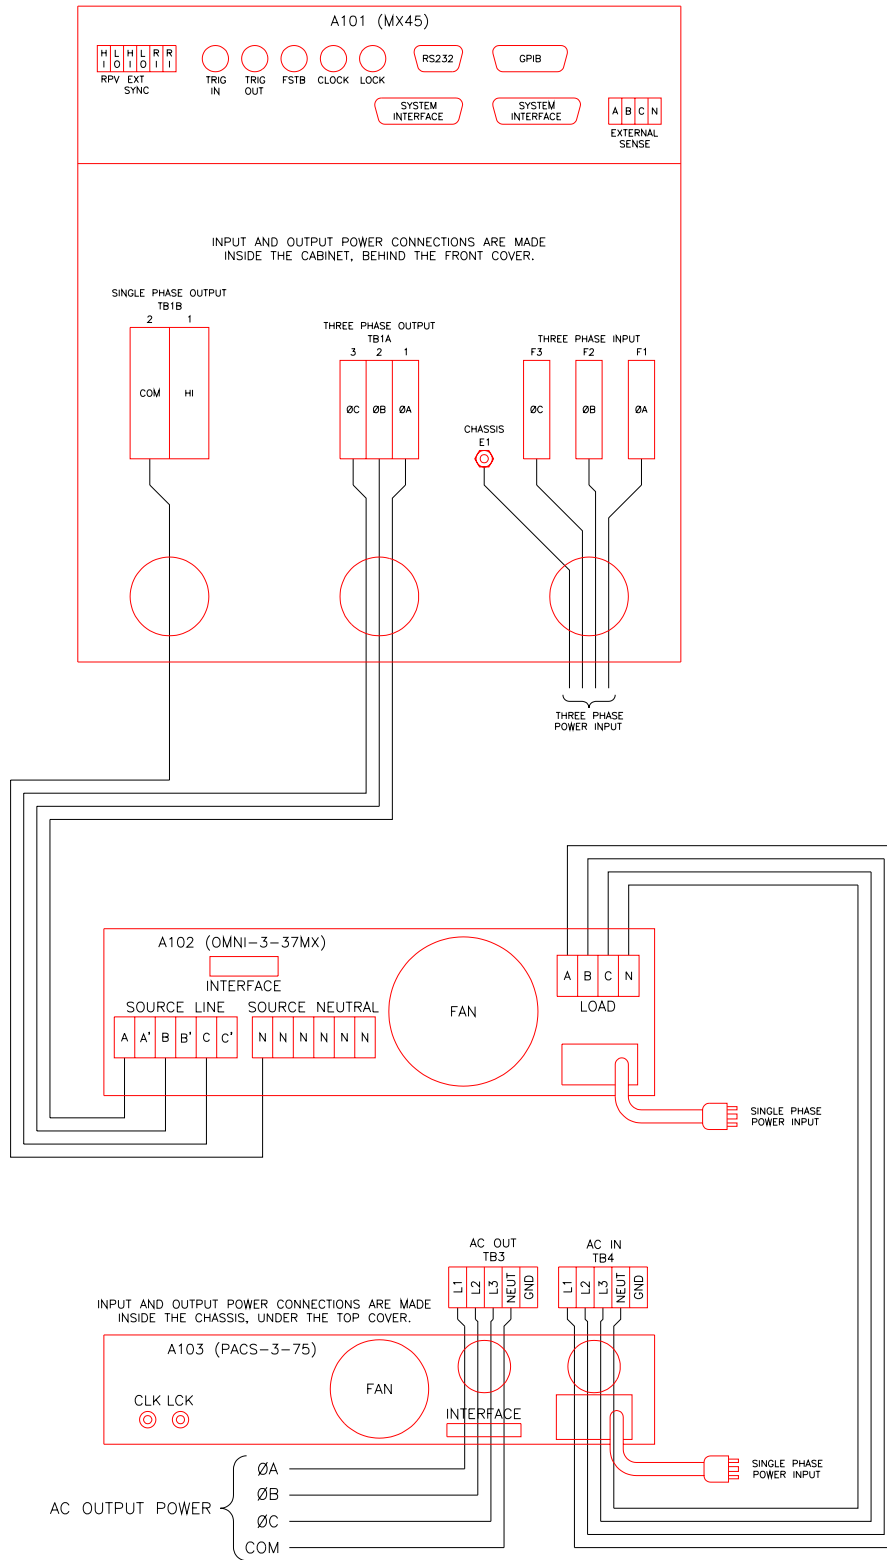 A101 (MX45)
HI LO HI LO RI RI
RPV EXT
SYNC
TRIG
IN
TRIG
OUT
FSTB
CLOCK
LOCK
RS232
GPIB
SYSTEM
INTERFACE
SYSTEM
INTERFACE
A B C N
EXTERNAL
SENSE
INPUT AND OUTPUT POWER CONNECTIONS ARE MADE
INSIDE THE CABINET, BEHIND THE FRONT COVER.
SINGLE PHASE OUTPUT
TB1B
2 1
COM HI
THREE PHASE OUTPUT
TB1A
3 2 1
ØC ØB ØA
CHASSIS
E1
THREE PHASE INPUT
F3 F2 F1
ØC ØB ØA
THREE PHASE
POWER INPUT
A102 (OMNI-3-37MX)
INTERFACE
SOURCE LINE
A A' B B' C C'
SOURCE NEUTRAL
N N N N N N
FAN
A B C N
LOAD
SINGLE PHASE
POWER INPUT
AC OUT
TB3
L1 L2 L3 NEUT GND
AC IN
TB4
L1 L2 L3 NEUT GND
INPUT AND OUTPUT POWER CONNECTIONS ARE MADE
INSIDE THE CHASSIS, UNDER THE TOP COVER.
A103 (PACS-3-75)
CLK LCK
FAN
INTERFACE
SINGLE PHASE
POWER INPUT
AC OUTPUT POWER
ØA
ØB
ØC
COM